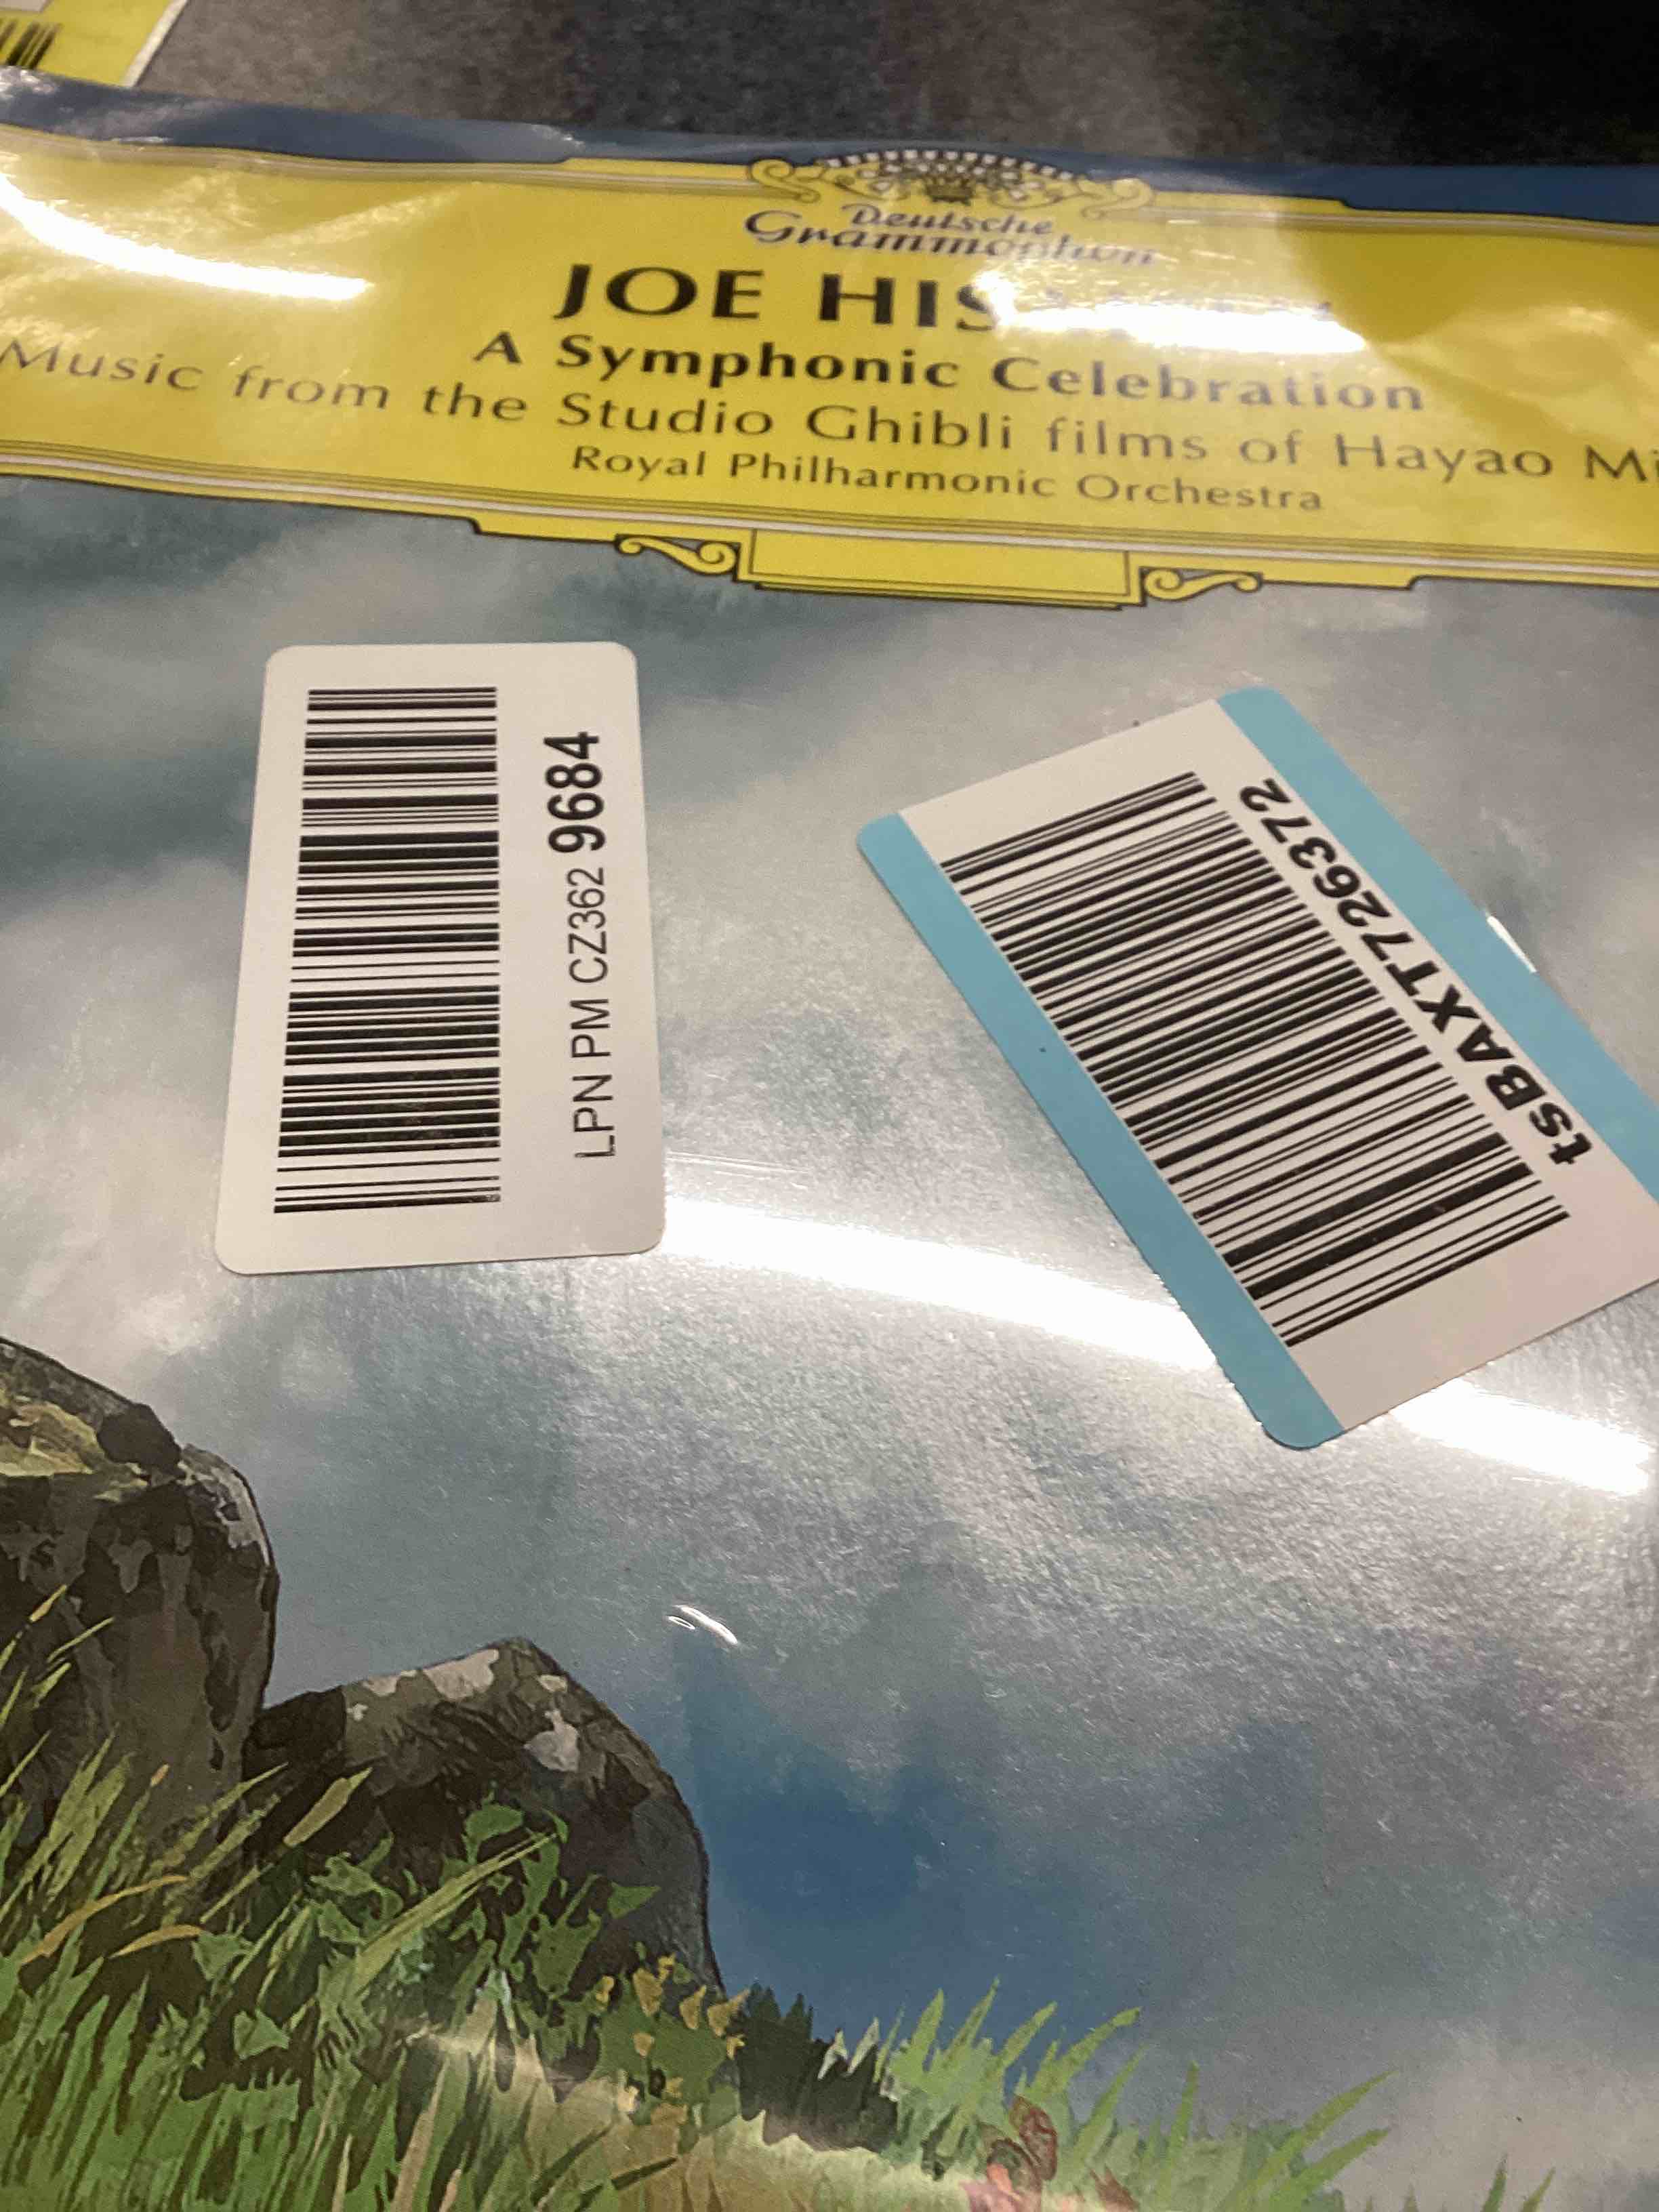 Deutsche
Grammophon
JOE HIS
A Symphonic Celebration
Music from the Studio Ghibli films of Hayao Mi
Royal Philharmonic Orchestra
LPN PM CZ362 9684
tsBAXT726372